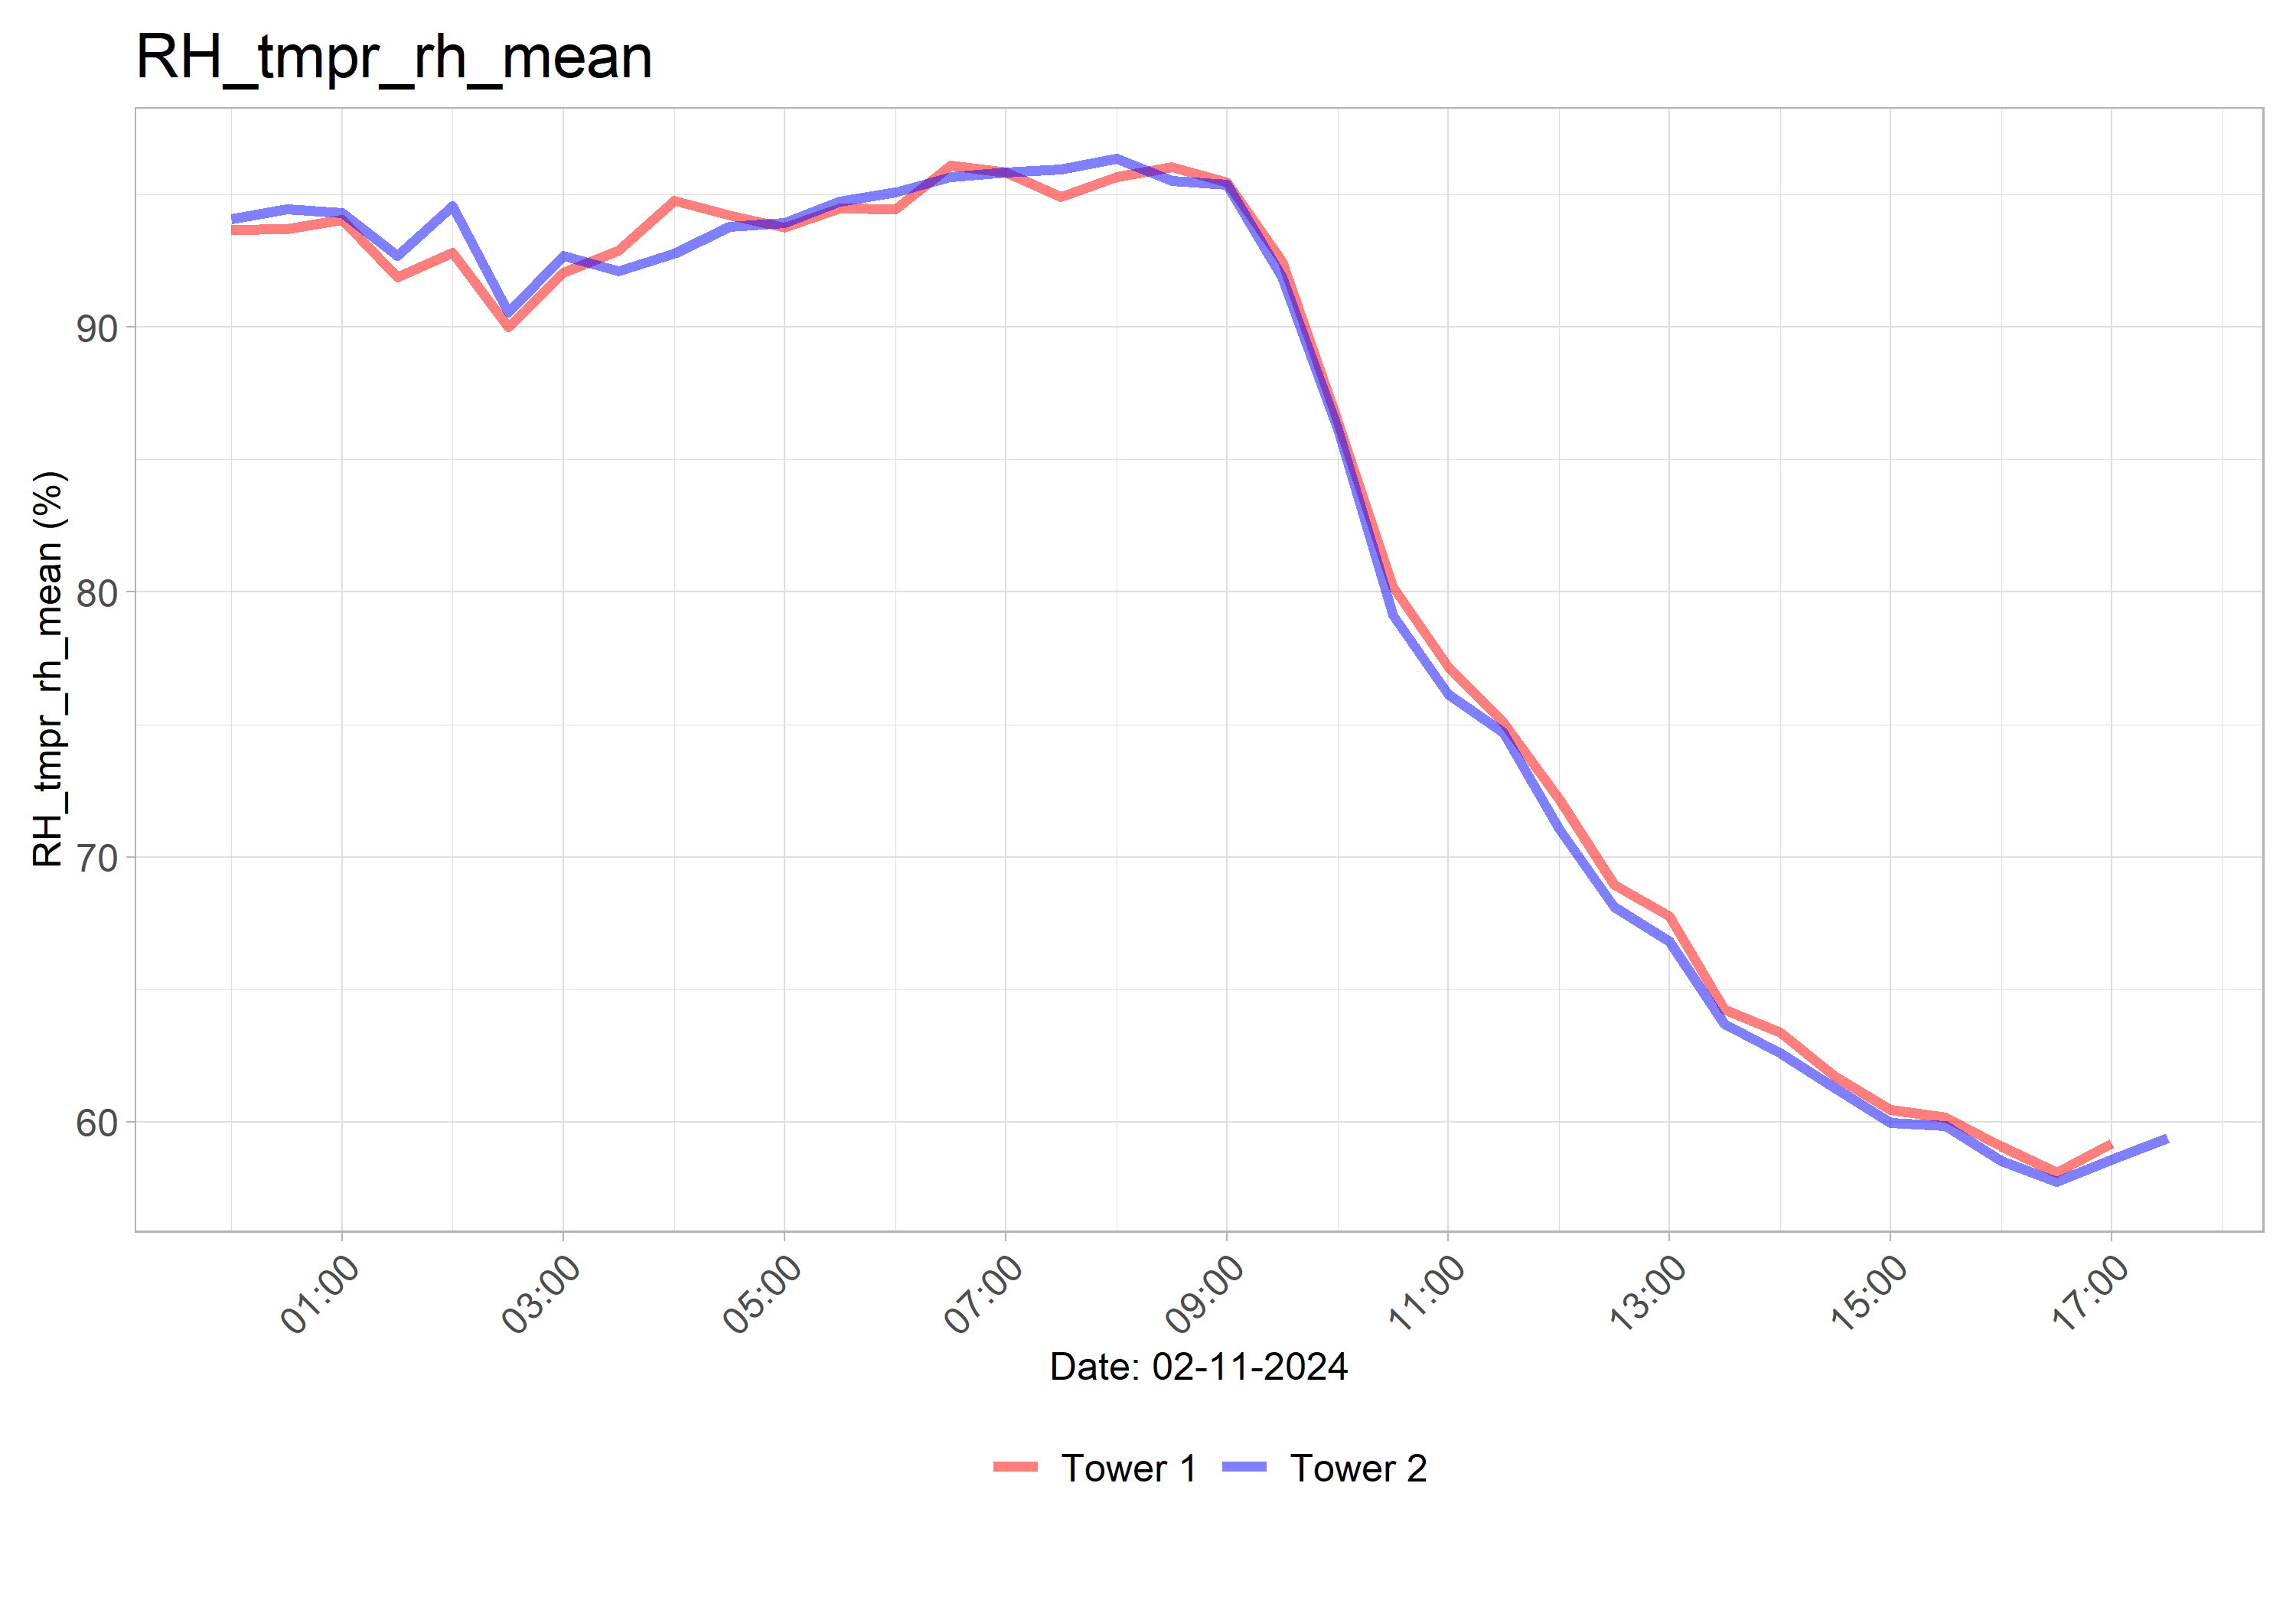 RH_tmpr_rh_mean
RH_tmpr_rh_mean (%)
90
80
70
60
01:00
03:00
05:00
07:00
09:00
11:00
13:00
15:00
17:00
Date: 02-11-2024
Tower 1
Tower 2